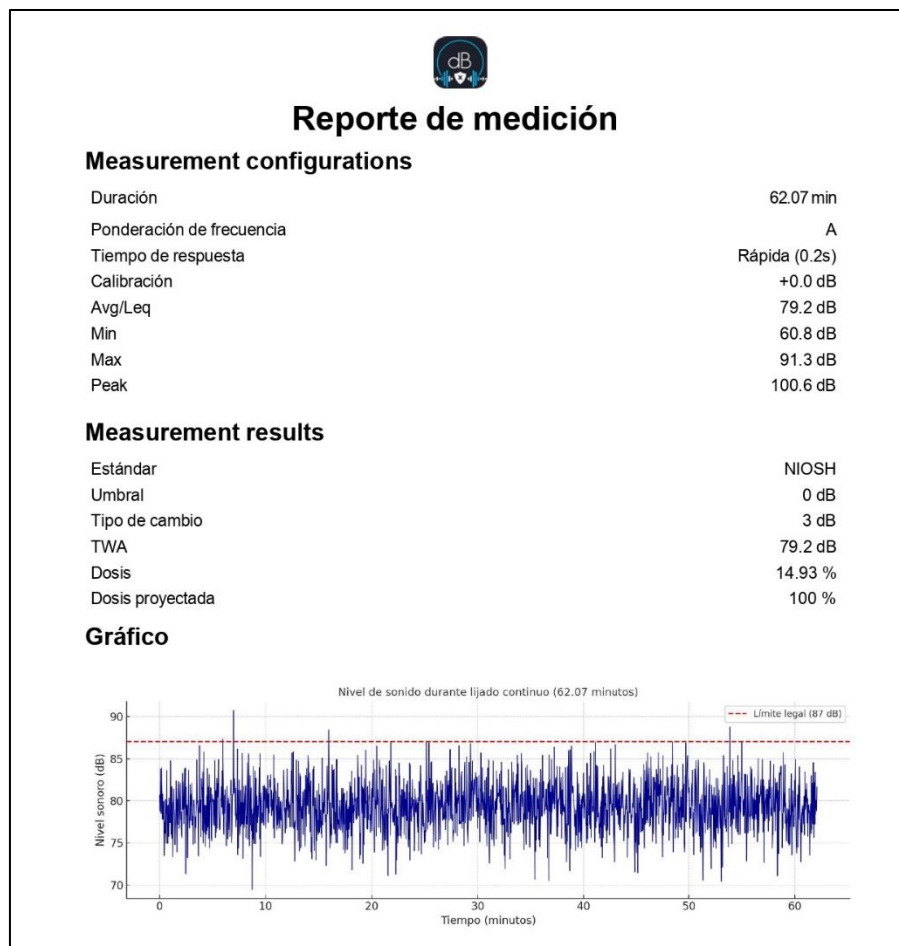 dB
Reporte de medición
Measurement configurations
Duración 62.07 min
Ponderación de frecuencia A
Tiempo de respuesta Rápida (0.2s)
Calibración +0.0 dB
Avg/Leq 79.2 dB
Min 60.8 dB
Max 91.3 dB
Peak 100.6 dB
Measurement results
Estándar NIOSH
Umbral 0 dB
Tipo de cambio 3 dB
TWA 79.2 dB
Dosis 14.93 %
Dosis proyectada 100 %
Gráfico
Nivel de sonido durante lijado continuo (62.07 minutos)
Límite legal (87 dB)
Nivel sonoro (dB)
90
85
80
75
70
0 10 20 30 40 50 60
Tiempo (minutos)